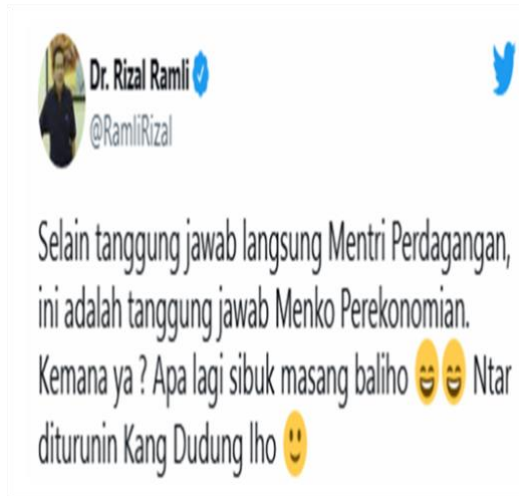 Dr. Rizal Ramli
@RamliRizal
Selain tanggung jawab langsung Mentri Perdagangan,
ini adalah tanggung jawab Menko Perekonomian.
Kemana ya ? Apa lagi sibuk masang baliho 😄😄 Ntar
diturunin Kang Dudung lho 🙂